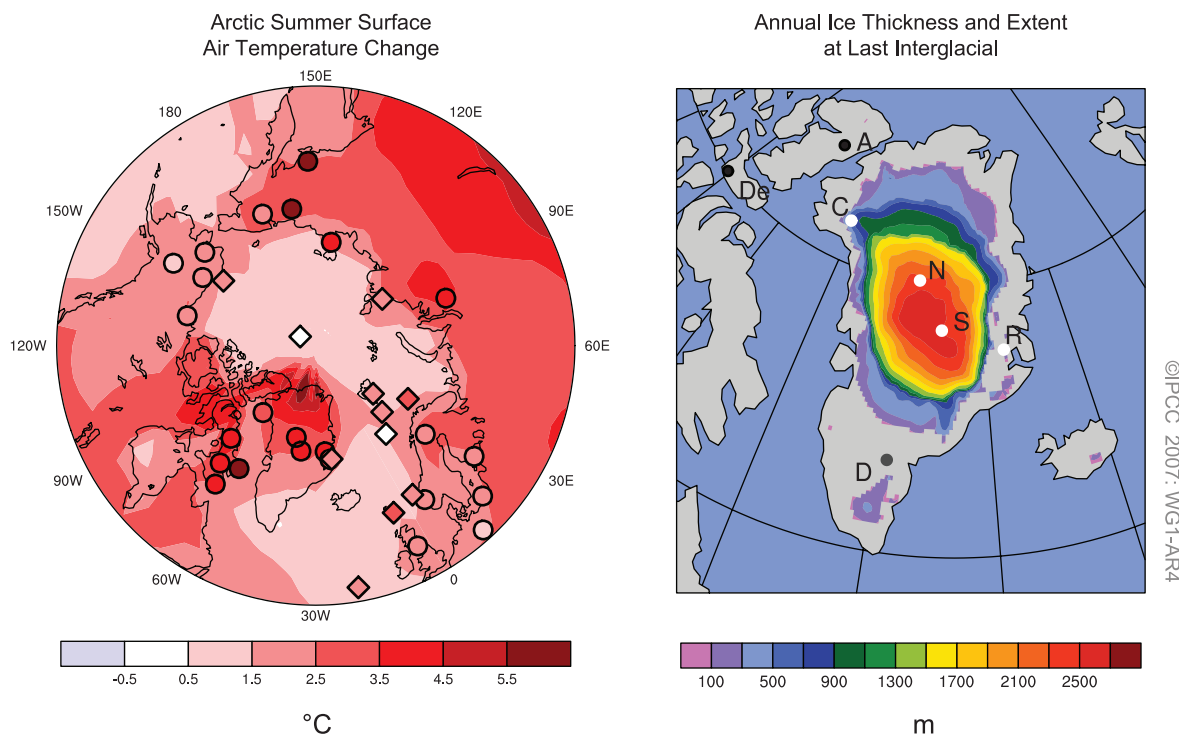 Arctic Summer Surface
Air Temperature Change
150E
180
120E
150W
90E
120W
60E
90W
30E
60W
0
30W
-0.5 0.5 1.5 2.5 3.5 4.5 5.5
°C
Annual Ice Thickness and Extent
at Last Interglacial
A
De
C
N
S
R
D
100 500 900 1300 1700 2100 2500
m
©IPCC 2007: WG1-AR4